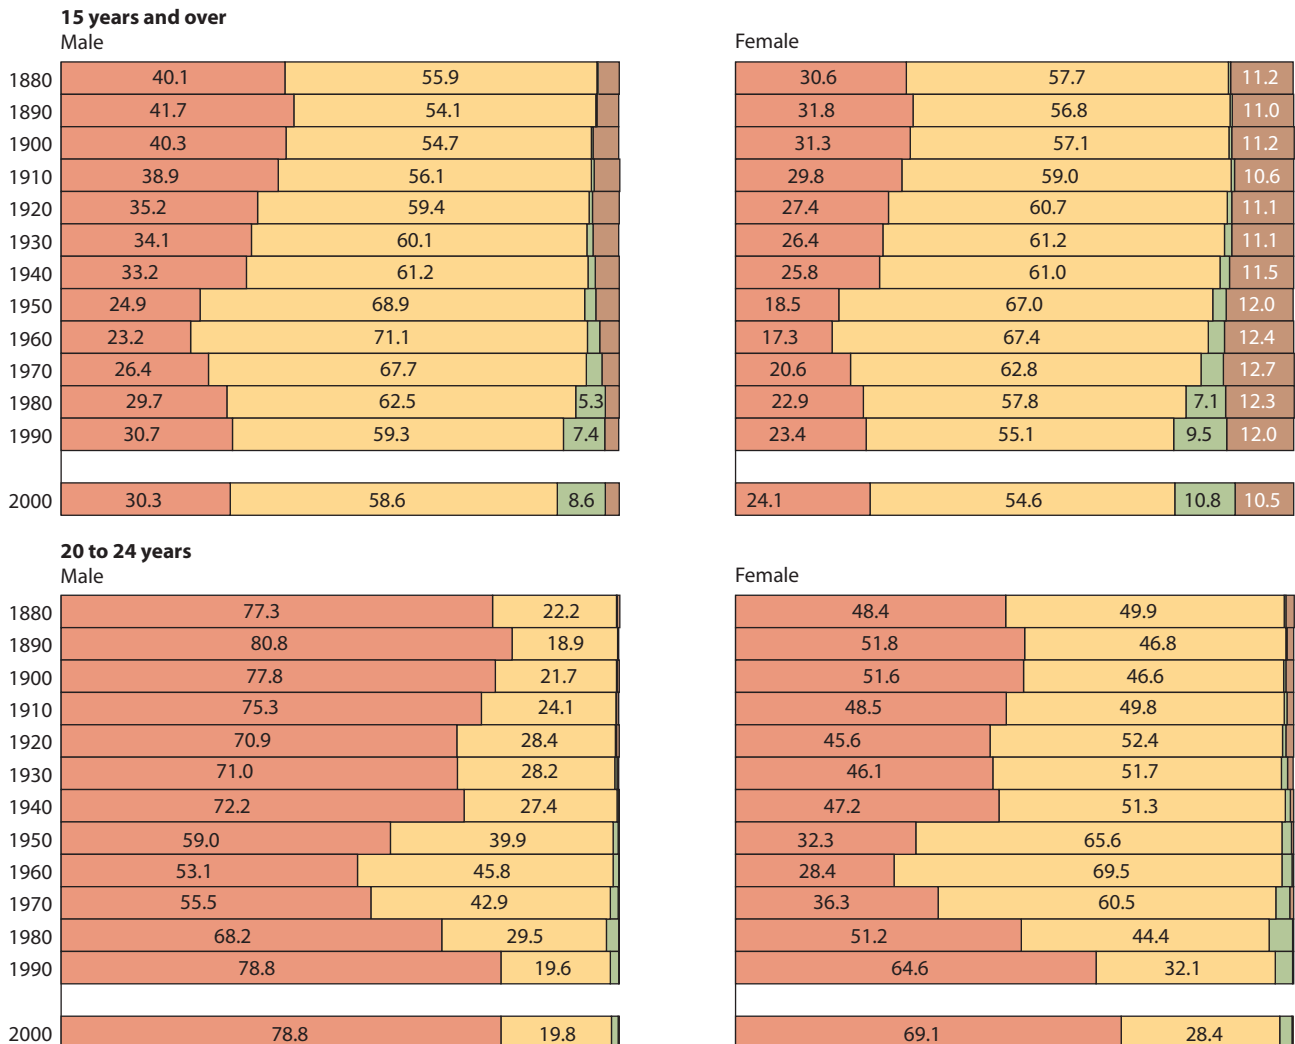 15 years and over
Male Female
1880 40.1 55.9 30.6 57.7 11.2
1890 41.7 54.1 31.8 56.8 11.0
1900 40.3 54.7 31.3 57.1 11.2
1910 38.9 56.1 29.8 59.0 10.6
1920 35.2 59.4 27.4 60.7 11.1
1930 34.1 60.1 26.4 61.2 11.1
1940 33.2 61.2 25.8 61.0 11.5
1950 24.9 68.9 18.5 67.0 12.0
1960 23.2 71.1 17.3 67.4 12.4
1970 26.4 67.7 20.6 62.8 12.7
1980 29.7 62.5 5.3 22.9 57.8 7.1 12.3
1990 30.7 59.3 7.4 23.4 55.1 9.5 12.0
2000 30.3 58.6 8.6 24.1 54.6 10.8 10.5
20 to 24 years
Male Female
1880 77.3 22.2 48.4 49.9
1890 80.8 18.9 51.8 46.8
1900 77.8 21.7 51.6 46.6
1910 75.3 24.1 48.5 49.8
1920 70.9 28.4 45.6 52.4
1930 71.0 28.2 46.1 51.7
1940 72.2 27.4 47.2 51.3
1950 59.0 39.9 32.3 65.6
1960 53.1 45.8 28.4 69.5
1970 55.5 42.9 36.3 60.5
1980 68.2 29.5 51.2 44.4
1990 78.8 19.6 64.6 32.1
2000 78.8 19.8 69.1 28.4